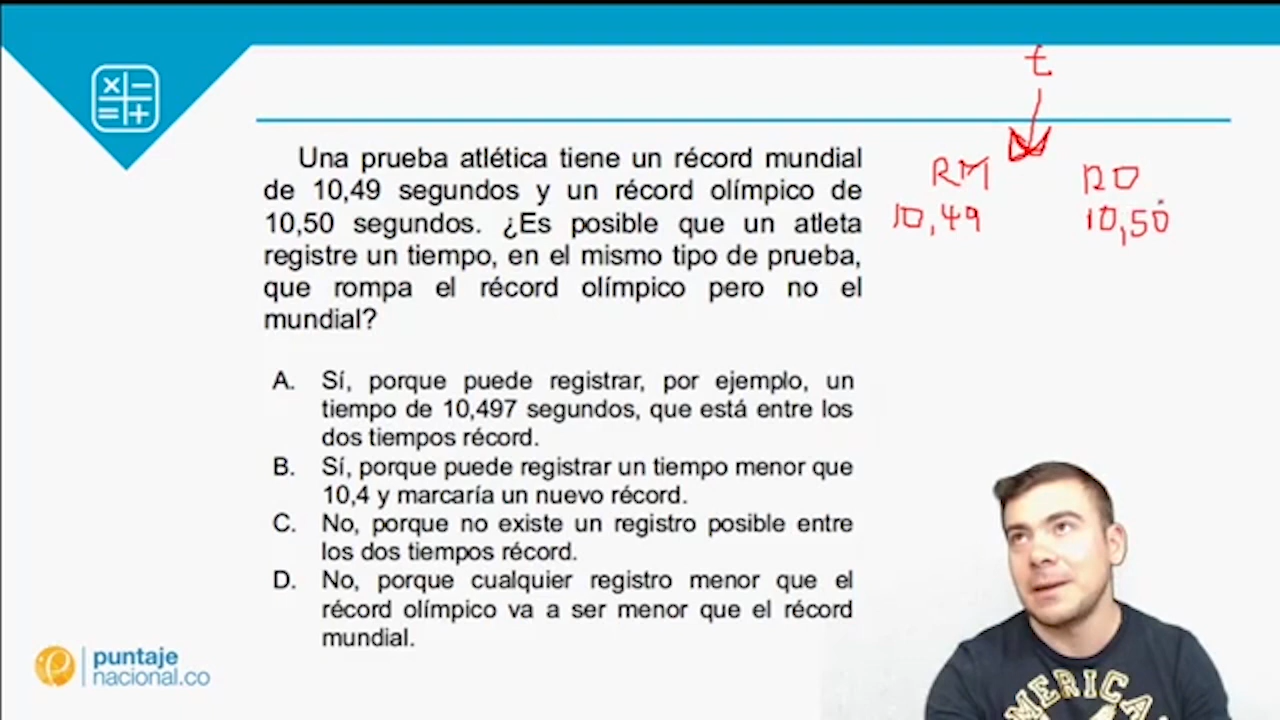 t
RM RO
10,49 10,50
Una prueba atlética tiene un récord mundial
de 10,49 segundos y un récord olímpico de
10,50 segundos. ¿Es posible que un atleta
registre un tiempo, en el mismo tipo de prueba,
que rompa el récord olímpico pero no el
mundial?
A. Sí, porque puede registrar, por ejemplo, un
tiempo de 10,497 segundos, que está entre los
dos tiempos récord.
B. Sí, porque puede registrar un tiempo menor que
10,4 y marcaría un nuevo récord.
C. No, porque no existe un registro posible entre
los dos tiempos récord.
D. No, porque cualquier registro menor que el
récord olímpico va a ser menor que el récord
mundial.
puntaje
nacional.co
MERICA